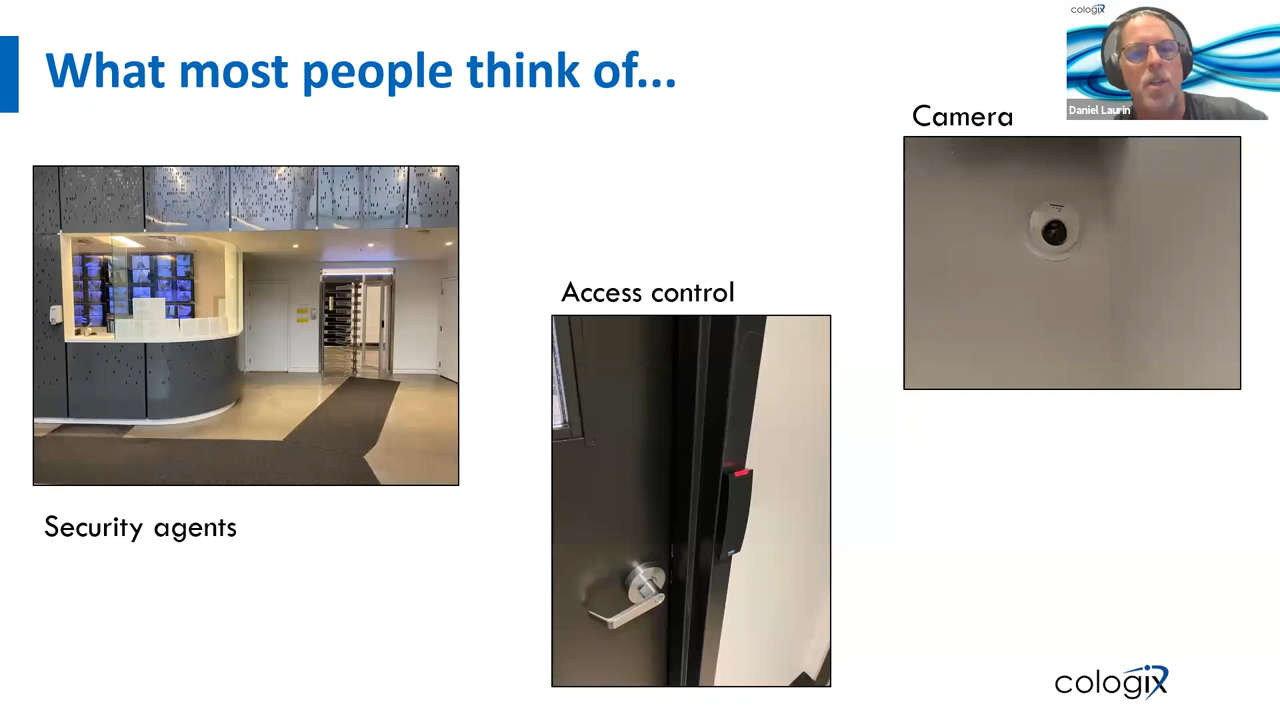 What most people think of...
cologix
Daniel Laurin
Camera
Access control
Security agents
cologix